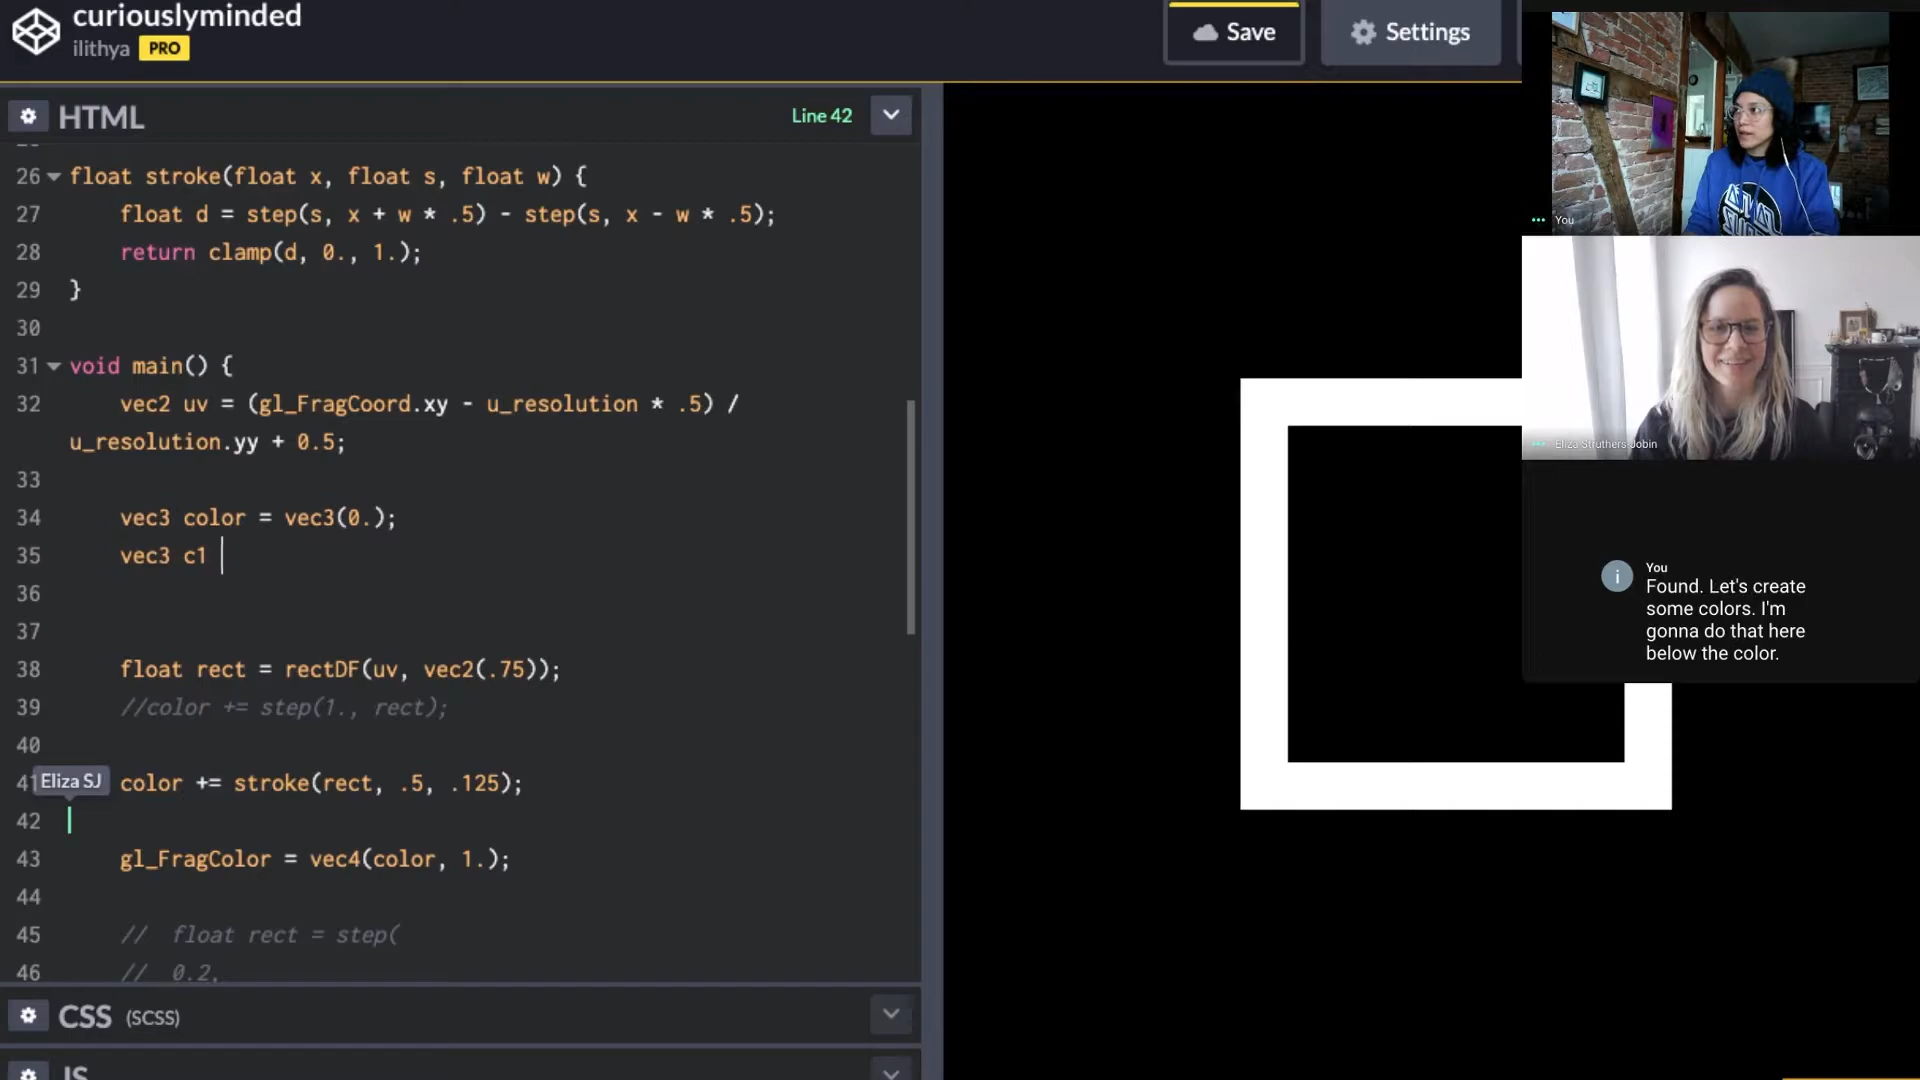 curiouslyminded
ilithya PRO
Save
Settings
HTML
Line 42
26 float stroke(float x, float s, float w) {
27 float d = step(s, x + w * .5) - step(s, x - w * .5);
28 return clamp(d, 0., 1.);
29 }
30
31 void main() {
32 vec2 uv = (gl_FragCoord.xy - u_resolution * .5) /
u_resolution.yy + 0.5;
33
34 vec3 color = vec3(0.);
35 vec3 c1
36
37
38 float rect = rectDF(uv, vec2(.75));
39 //color += step(1., rect);
40
41 color += stroke(rect, .5, .125);
Eliza SJ
42
43 gl_FragColor = vec4(color, 1.);
44
45 // float rect = step(
46 // 0.2,
CSS (SCSS)
JS
You
Eliza Struthers-Jobin
You
Found. Let's create
some colors. I'm
gonna do that here
below the color.